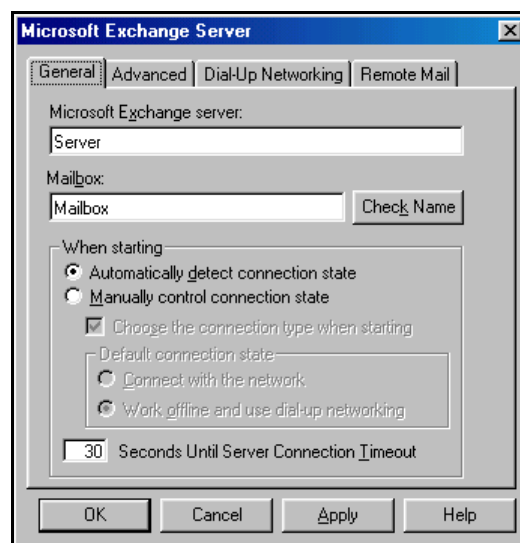 Microsoft Exchange Server
General Advanced Dial-Up Networking Remote Mail
Microsoft Exchange server:
Server
Mailbox:
Mailbox Check Name
When starting
Automatically detect connection state
Manually control connection state
Choose the connection type when starting
Default connection state
Connect with the network
Work offline and use dial-up networking
30 Seconds Until Server Connection Timeout
OK Cancel Apply Help